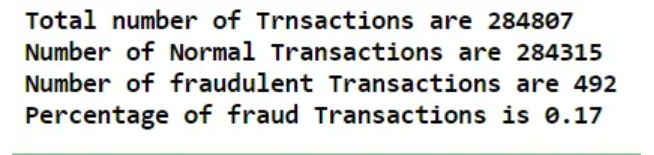 Total number of Trnsactions are 284807
Number of Normal Transactions are 284315
Number of fraudulent Transactions are 492
Percentage of fraud Transactions is 0.17